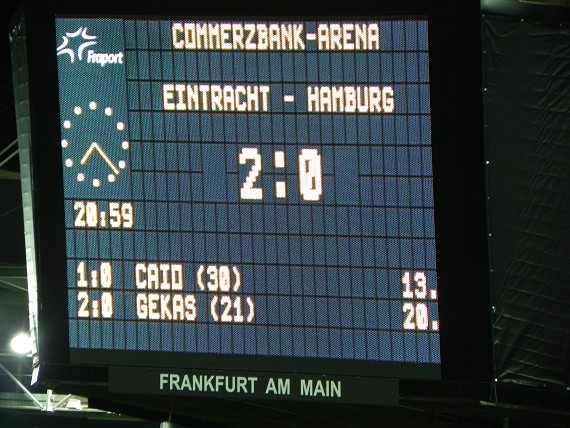 Fraport
COMMERZBANK-ARENA
EINTRACHT - HAMBURG
2:0
20:59
1:0 CAIO (30) 13.
2:0 GEKAS (21) 20.
FRANKFURT AM MAIN